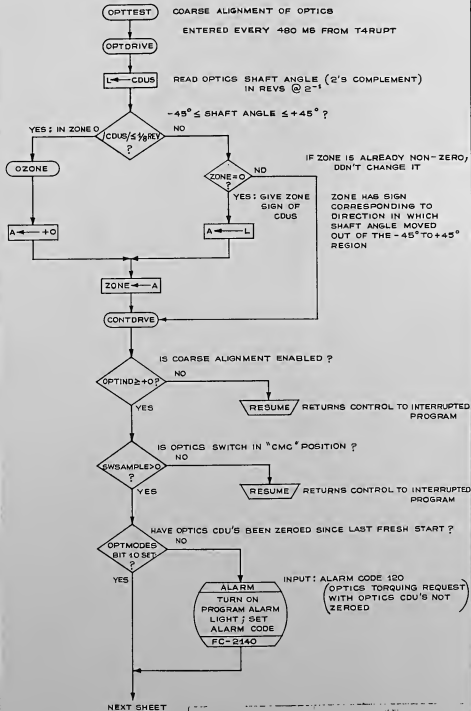 OPTTEST
COARSE ALIGNMENT OF OPTICS
ENTERED EVERY 480 MS FROM T4RUPT
OPTDRIVE
L ← CDUS
READ OPTICS SHAFT ANGLE (2'S COMPLEMENT)
IN REVS @ 2⁻¹
-45° ≤ SHAFT ANGLE ≤ +45° ?
YES: IN ZONE 0
/CDUS/ ≤ 1/8 REV
?
NO
OZONE
ZONE=0
?
NO
IF ZONE IS ALREADY NON-ZERO,
DDN'T CHANGE IT
YES: GIVE ZONE
SIGN OF
CDUS
ZONE HAS SIGN
CORRESPONDING TO
DIRECTION IN WHICH
SHAFT ANGLE MOVED
OUT OF THE -45° TO +45°
REGION
A ← +0
A ← L
ZONE ← A
CONTDRVE
IS COARSE ALIGNMENT ENABLED ?
OPTIND ≥ +0?
NO
YES
RESUME
RETURNS CONTROL TO INTERRUPTED
PROGRAM
IS OPTICS SWITCH IN "CMC" POSITION ?
SWSAMPLE>0
?
NO
YES
RESUME
RETURNS CONTROL TO INTERRUPTED
PROGRAM
HAVE OPTICS CDU'S BEEN ZEROED SINCE LAST FRESH START ?
OPTMODES
BIT 10 SET
?
NO
YES
ALARM
TURN ON
PROGRAM ALARM
LIGHT ; SET
ALARM CODE
FC-2140
INPUT: ALARM CODE 120
(OPTICS TORQUING REQUEST
WITH OPTICS CDU'S NOT
ZEROED)
NEXT SHEET